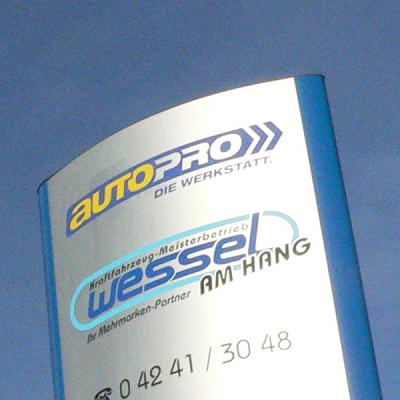 autoPRO
DIE WERKSTATT.
Kraftfahrzeug-Meisterbetrieb
wessel
AM HANG
Ihr Mehrmarken-Partner
☎ 0 42 41 / 30 48